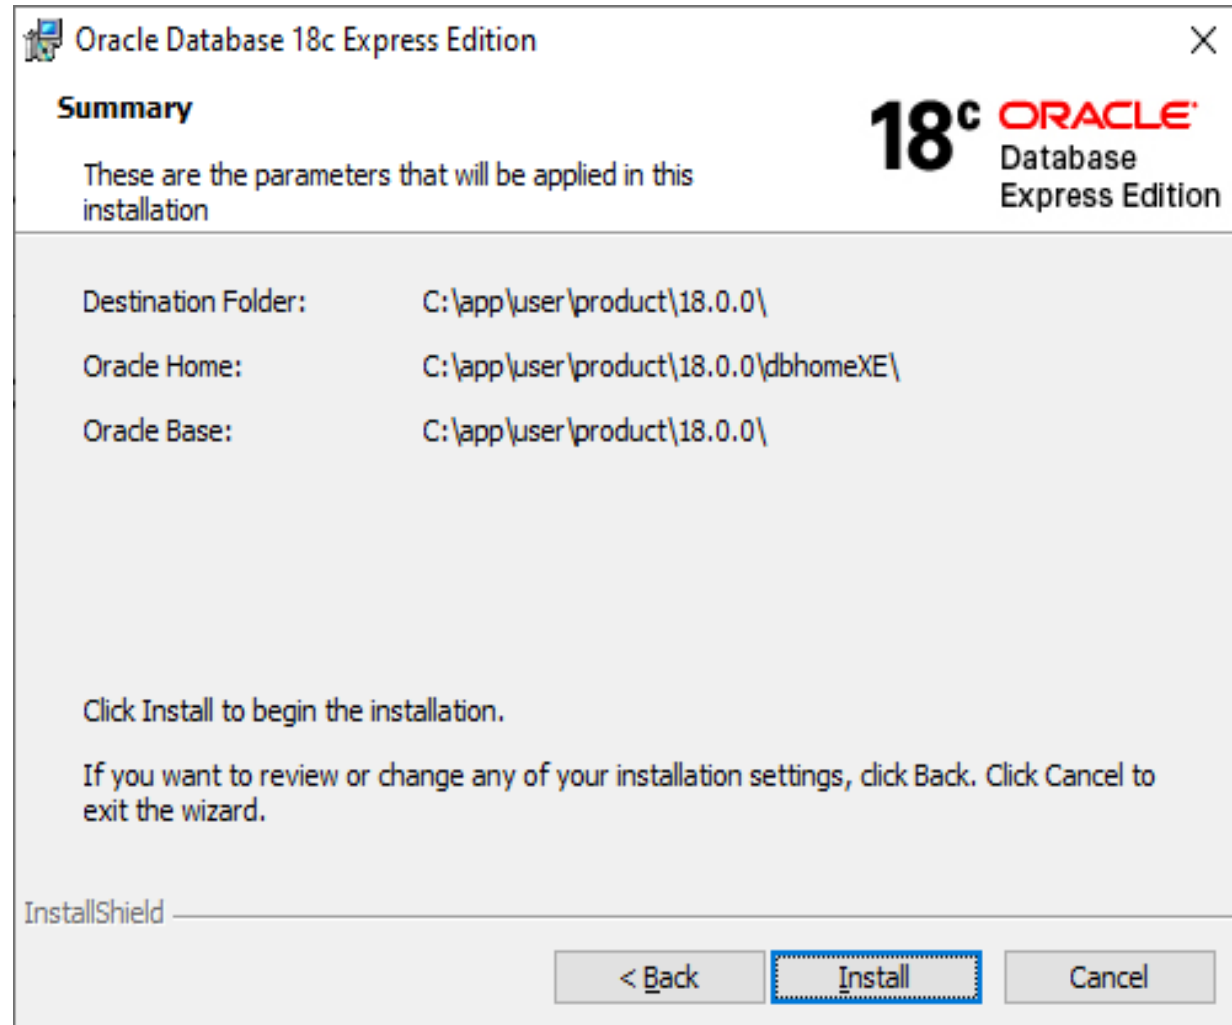 Oracle Database 18c Express Edition
Summary
These are the parameters that will be applied in this
installation
18c ORACLE
Database
Express Edition
Destination Folder: C:\app\user\product\18.0.0\
Oracle Home: C:\app\user\product\18.0.0\dbhomeXE\
Oracle Base: C:\app\user\product\18.0.0\
Click Install to begin the installation.
If you want to review or change any of your installation settings, click Back. Click Cancel to
exit the wizard.
InstallShield
< Back Install Cancel